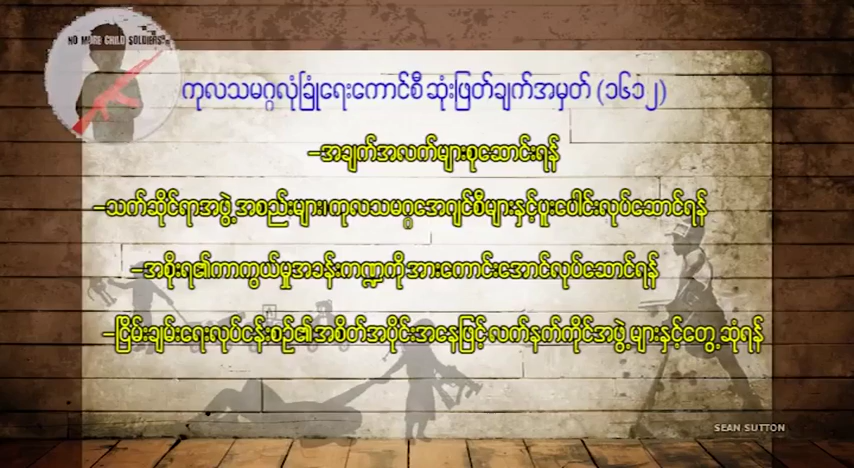 NO MORE CHILD SOLDIERS
ကုလသမဂ္ဂလုံခြုံရေးကောင်စီ ဆုံးဖြတ်ချက်အမှတ် (၁၆၁၂)
–အချက်အလက်များစုဆောင်းရန်
–သက်ဆိုင်ရာအဖွဲ့အစည်းများ၊ကုလသမဂ္ဂအေဂျင်စီများနှင့်ပူးပေါင်းလုပ်ဆောင်ရန်
–အစိုးရ၏ကာကွယ်မှုအခန်းကဏ္ဍကိုအားကောင်းအောင်လုပ်ဆောင်ရန်
–ငြိမ်းချမ်းရေးလုပ်ငန်းစဉ်၏အစိတ်အပိုင်းအနေဖြင့်လက်နက်ကိုင်အဖွဲ့များနှင့်တွေ့ဆုံရန်
SEAN SUTTON